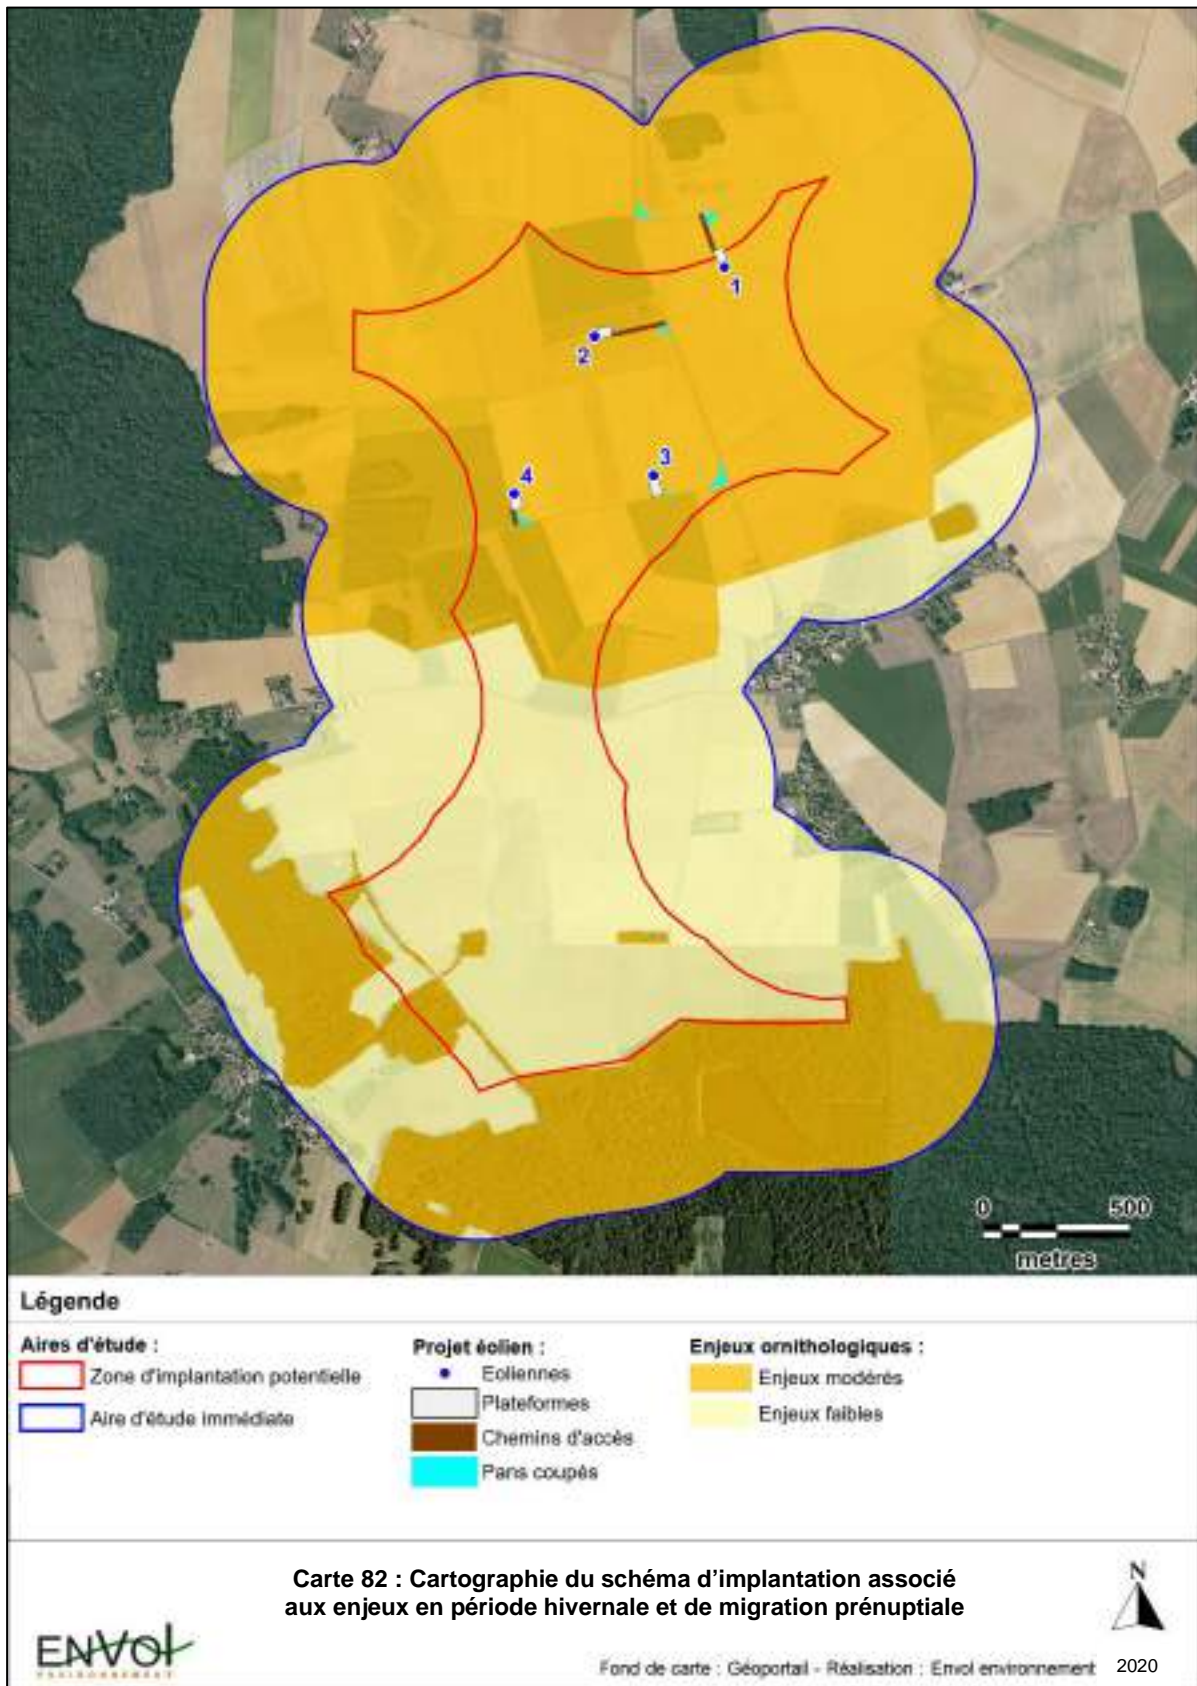 1
2
3
4
0 500
metres
Légende
Aires d'étude :
Zone d'implantation potentielle
Aire d'étude immédiate
Projet éolien :
Eoliennes
Plateformes
Chemins d'accès
Pans coupés
Enjeux ornithologiques :
Enjeux modérés
Enjeux faibles
Carte 82 : Cartographie du schéma d'implantation associé
aux enjeux en période hivernale et de migration prénuptiale
N
ENVOL
ENVIRONNEMENT
Fond de carte : Géoportail - Réalisation : Envol environnement 2020